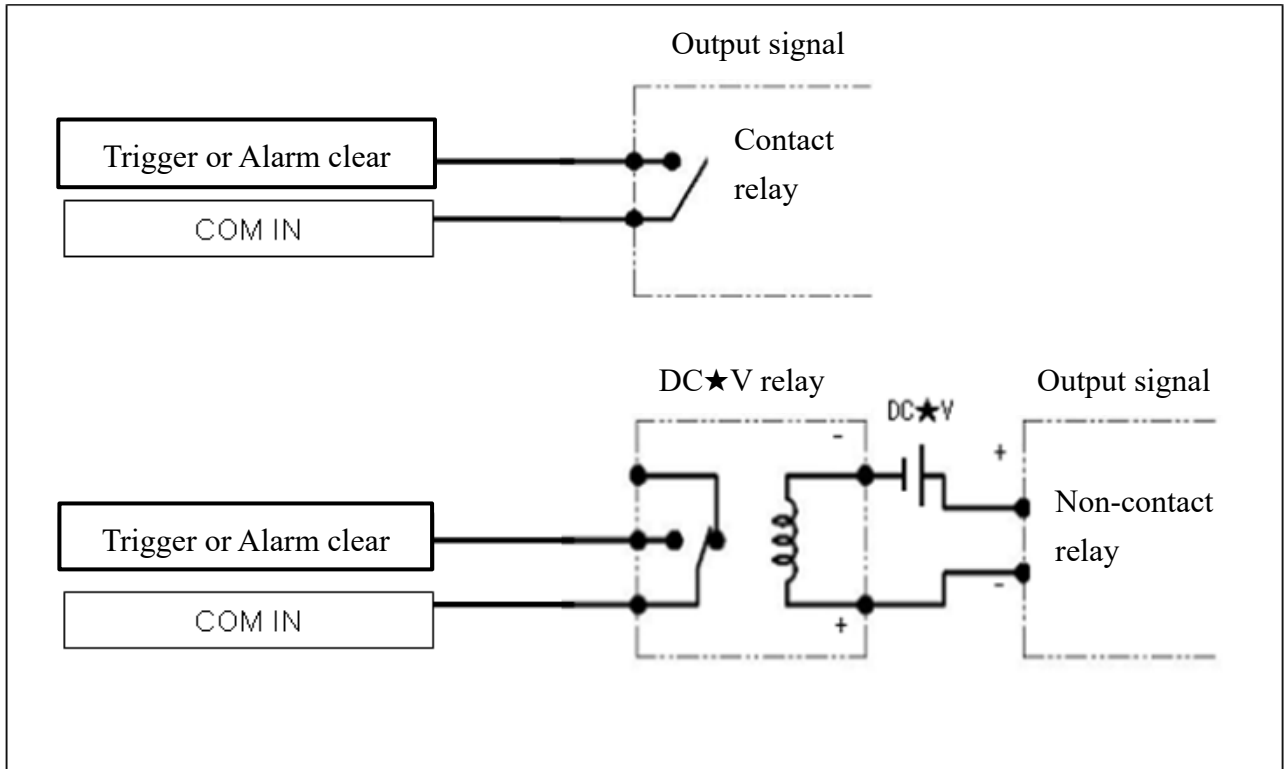 Output signal
Trigger or Alarm clear
Contact
relay
COM IN
DC★V relay
Output signal
DC★V
-
+
Trigger or Alarm clear
Non-contact
relay
COM IN
-
+